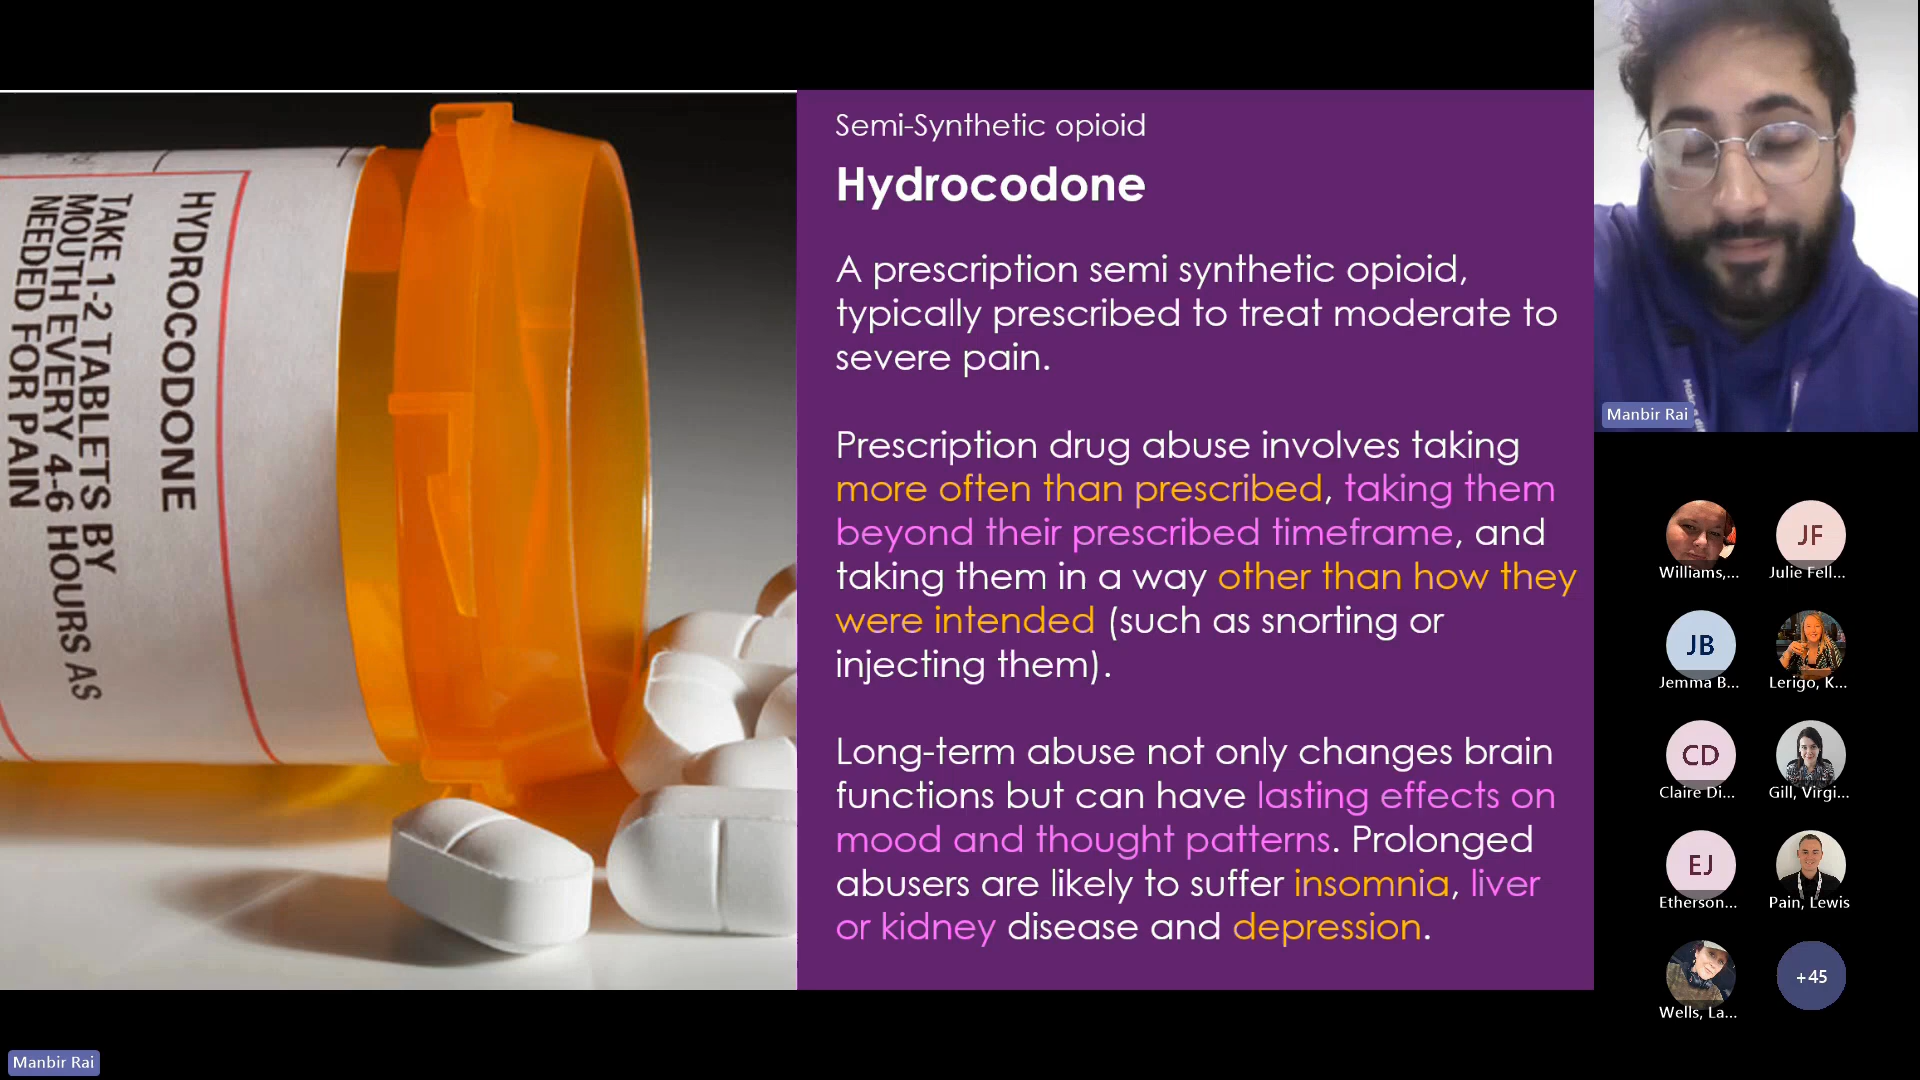 HYDROCODONE
TAKE 1-2 TABLETS BY
MOUTH EVERY 4-6 HOURS AS
NEEDED FOR PAIN
Semi-Synthetic opioid
Hydrocodone
A prescription semi synthetic opioid,
typically prescribed to treat moderate to
severe pain.
Prescription drug abuse involves taking
more often than prescribed, taking them
beyond their prescribed timeframe, and
taking them in a way other than how they
were intended (such as snorting or
injecting them).
Long-term abuse not only changes brain
functions but can have lasting effects on
mood and thought patterns. Prolonged
abusers are likely to suffer insomnia, liver
or kidney disease and depression.
Manbir Rai
Williams,...
JF
Julie Fell...
JB
Jemma B...
Lerigo, K...
CD
Claire Di...
Gill, Virgi...
EJ
Etherson...
Pain, Lewis
Wells, La...
+45
Manbir Rai